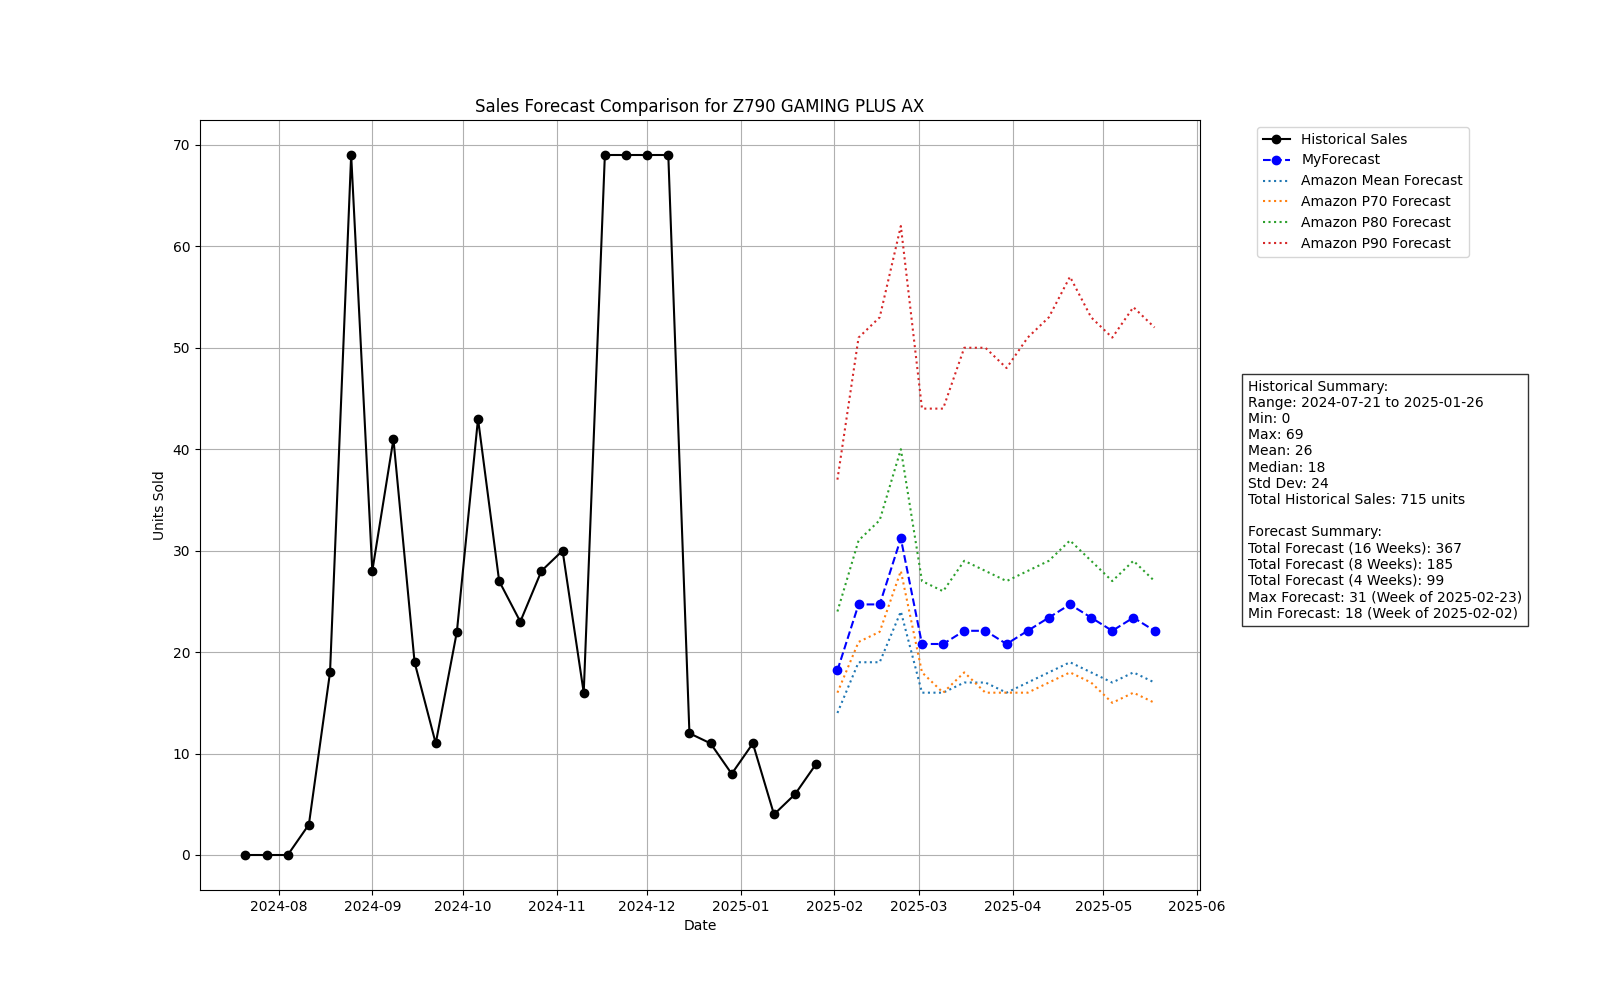 Sales Forecast Comparison for Z790 GAMING PLUS AX
70
60
50
40
30
20
10
0
Units Sold
2024-08
2024-09
2024-10
2024-11
2024-12
2025-01
2025-02
2025-03
2025-04
2025-05
2025-06
Date
Historical Sales
MyForecast
Amazon Mean Forecast
Amazon P70 Forecast
Amazon P80 Forecast
Amazon P90 Forecast
Historical Summary:
Range: 2024-07-21 to 2025-01-26
Min: 0
Max: 69
Mean: 26
Median: 18
Std Dev: 24
Total Historical Sales: 715 units
Forecast Summary:
Total Forecast (16 Weeks): 367
Total Forecast (8 Weeks): 185
Total Forecast (4 Weeks): 99
Max Forecast: 31 (Week of 2025-02-23)
Min Forecast: 18 (Week of 2025-02-02)